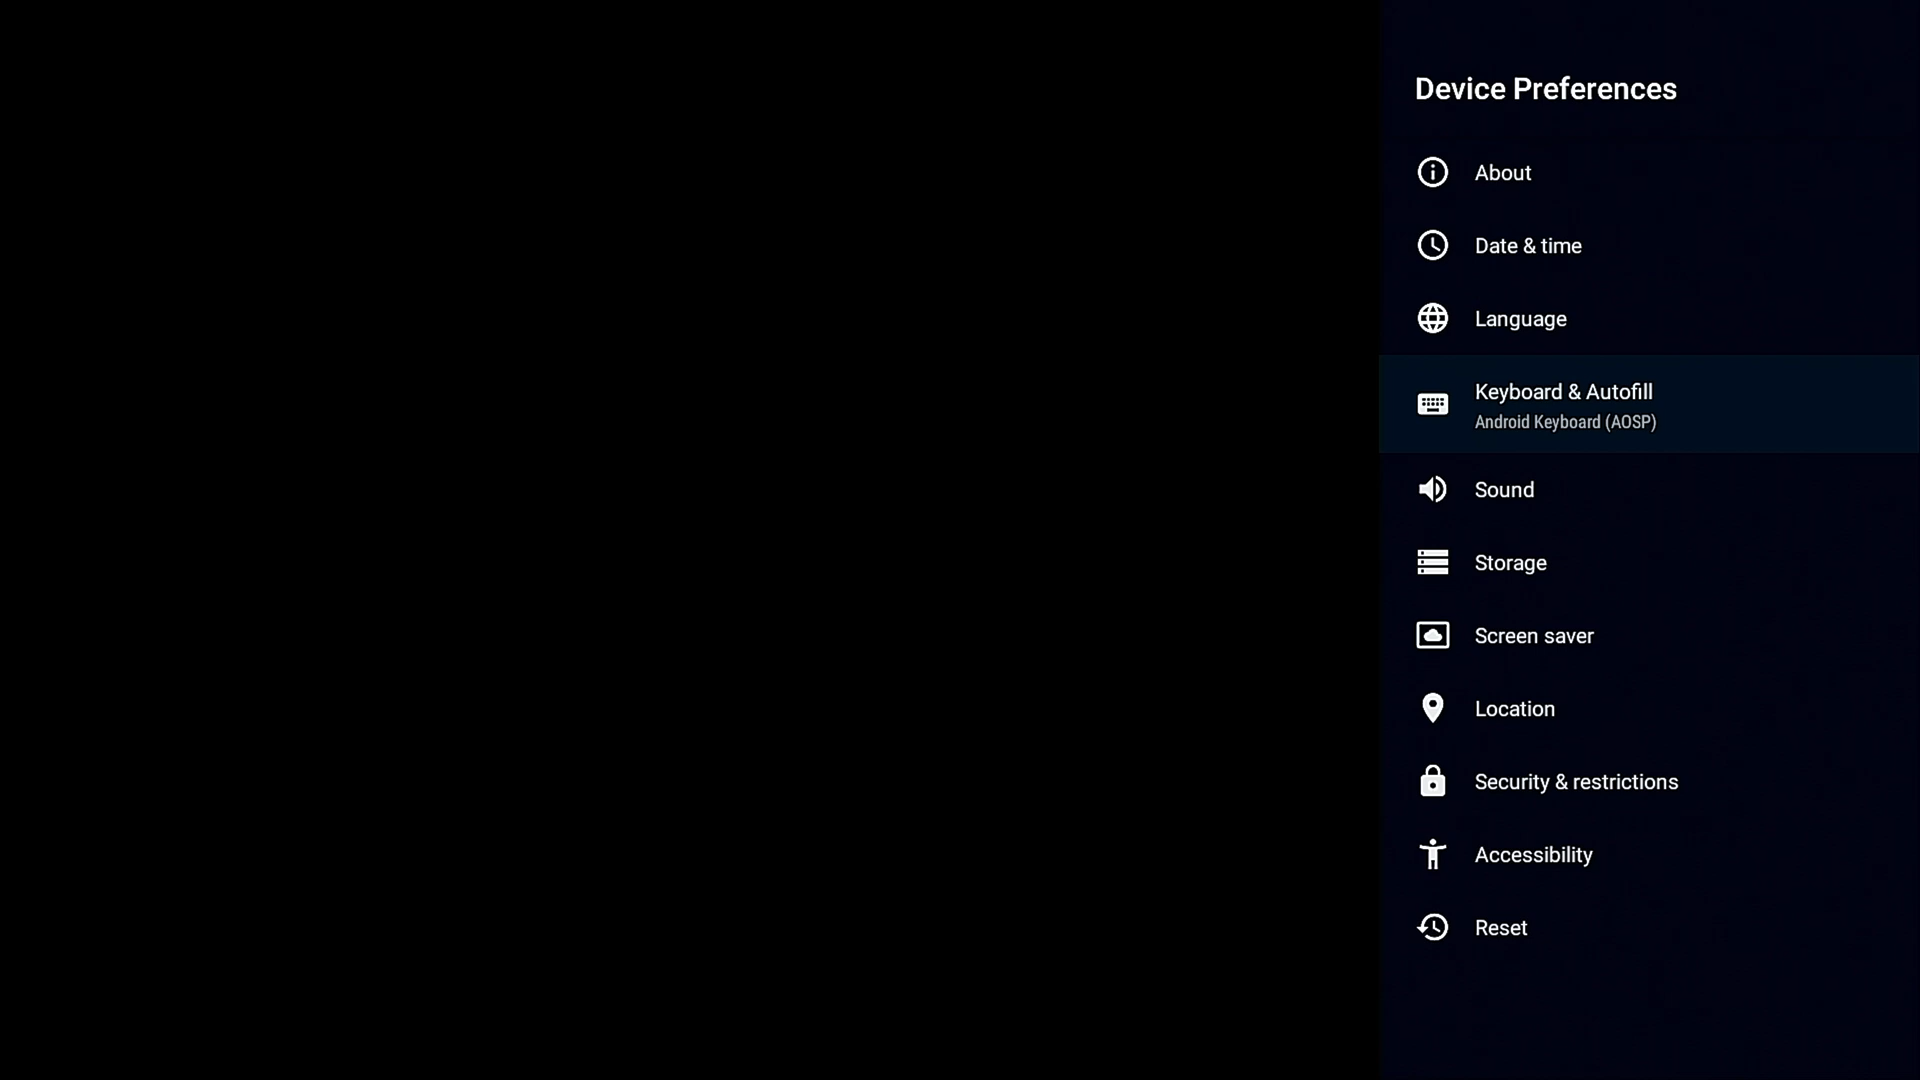 Device Preferences
About
Date & time
Language
Keyboard & Autofill
Android Keyboard (AOSP)
Sound
Storage
Screen saver
Location
Security & restrictions
Accessibility
Reset